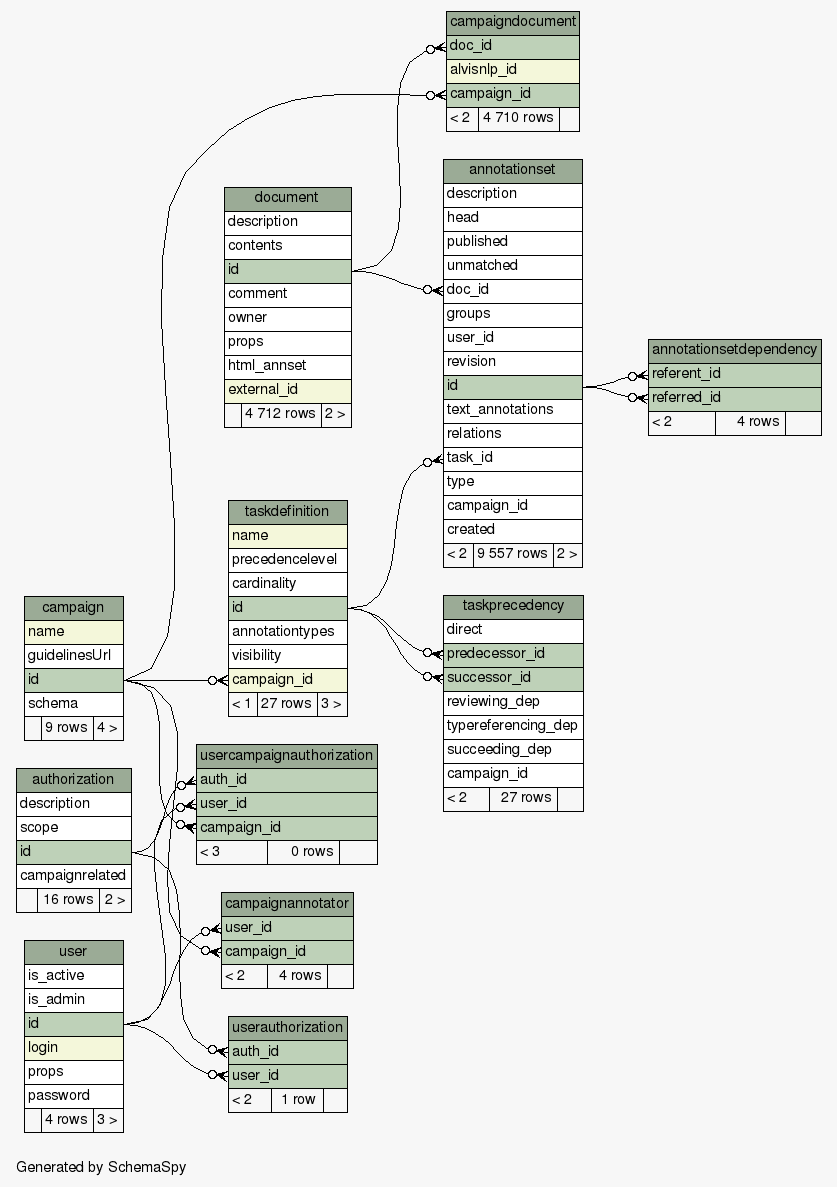 campaigndocument
doc_id
alvisnlp_id
campaign_id
< 2 4 710 rows
annotationset
description
head
published
unmatched
doc_id
groups
user_id
revision
id
text_annotations
relations
task_id
type
campaign_id
created
< 2 9 557 rows 2 >
document
description
contents
id
comment
owner
props
html_annset
external_id
4 712 rows 2 >
annotationsetdependency
referent_id
referred_id
< 2 4 rows
taskdefinition
name
precedencelevel
cardinality
id
annotationtypes
visibility
campaign_id
< 1 27 rows 3 >
campaign
name
guidelinesUrl
id
schema
9 rows 4 >
taskprecedency
direct
predecessor_id
successor_id
reviewing_dep
typereferencing_dep
succeeding_dep
campaign_id
< 2 27 rows
usercampaignauthorization
auth_id
user_id
campaign_id
< 3 0 rows
authorization
description
scope
id
campaignrelated
16 rows 2 >
campaignannotator
user_id
campaign_id
< 2 4 rows
user
is_active
is_admin
id
login
props
password
4 rows 3 >
userauthorization
auth_id
user_id
< 2 1 row
Generated by SchemaSpy